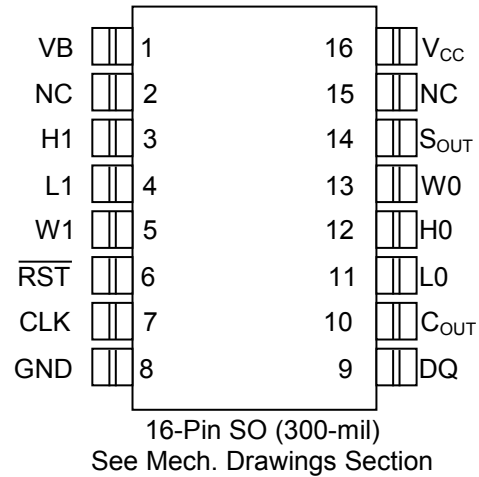 VB 1 16 VCC
NC 2 15 NC
H1 3 14 SOUT
L1 4 13 W0
W1 5 12 H0
RST 6 11 L0
CLK 7 10 COUT
GND 8 9 DQ
16-Pin SO (300-mil)
See Mech. Drawings Section